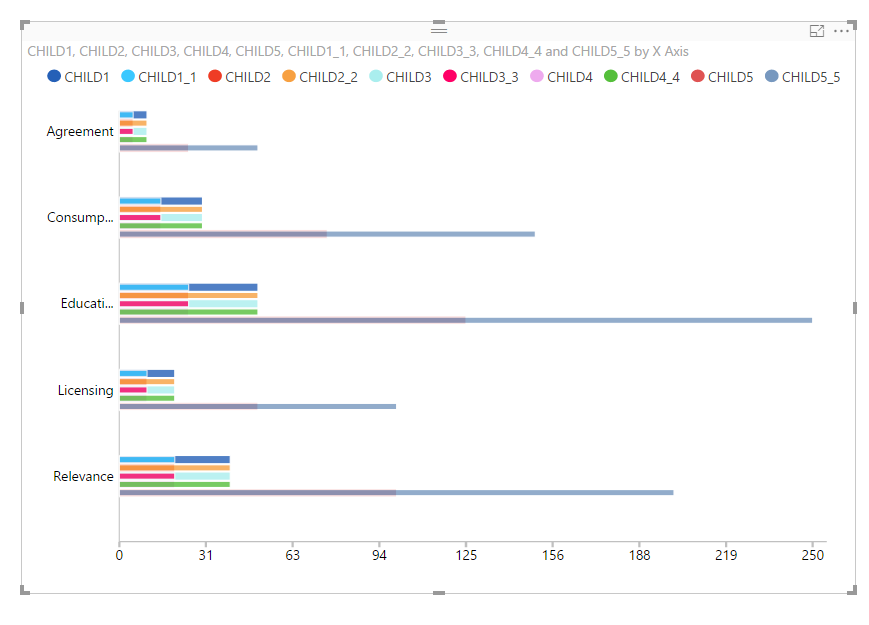 CHILD1, CHILD2, CHILD3, CHILD4, CHILD5, CHILD1_1, CHILD2_2, CHILD3_3, CHILD4_4 and CHILD5_5 by X Axis
CHILD1 CHILD1_1 CHILD2 CHILD2_2 CHILD3 CHILD3_3 CHILD4 CHILD4_4 CHILD5 CHILD5_5
Agreement
Consump...
Educati...
Licensing
Relevance
0 31 63 94 125 156 188 219 250